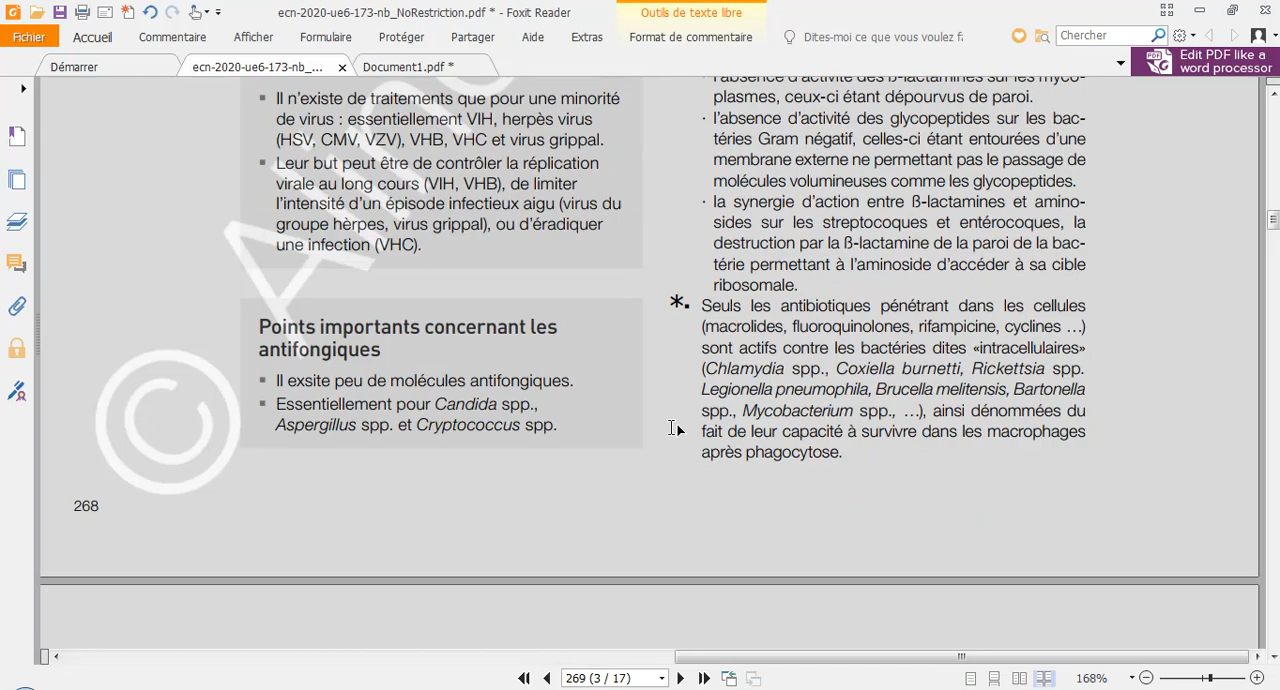 ecn-2020-ue6-173-nb_NoRestriction.pdf * - Foxit Reader
Outils de texte libre
Fichier Accueil Commentaire Afficher Formulaire Protéger Partager Aide Extras Format de commentaire Dites-moi ce que vous voulez fa Chercher
Démarrer
ecn-2020-ue6-173-nb_...
Document1.pdf *
Edit PDF like a
word processor
Il n’existe de traitements que pour une minorité
de virus : essentiellement VIH, herpès virus
(HSV, CMV, VZV), VHB, VHC et virus grippal.
Leur but peut être de contrôler la réplication
virale au long cours (VIH, VHB), de limiter
l’intensité d’un épisode infectieux aigu (virus du
groupe hèrpes, virus grippal), ou d’éradiquer
une infection (VHC).
Points importants concernant les
antifongiques
Il exsite peu de molécules antifongiques.
Essentiellement pour Candida spp.,
Aspergillus spp. et Cryptococcus spp.
268
l’absence d’activité des ß-lactamines sur les myco-
plasmes, ceux-ci étant dépourvus de paroi.
· l’absence d’activité des glycopeptides sur les bac-
téries Gram négatif, celles-ci étant entourées d’une
membrane externe ne permettant pas le passage de
molécules volumineuses comme les glycopeptides.
· la synergie d’action entre ß-lactamines et amino-
sides sur les streptocoques et entérocoques, la
destruction par la ß-lactamine de la paroi de la bac-
térie permettant à l’aminoside d’accéder à sa cible
ribosomale.
*. Seuls les antibiotiques pénétrant dans les cellules
(macrolides, fluoroquinolones, rifampicine, cyclines …)
sont actifs contre les bactéries dites «intracellulaires»
(Chlamydia spp., Coxiella burnetti, Rickettsia spp.
Legionella pneumophila, Brucella melitensis, Bartonella
spp., Mycobacterium spp., …), ainsi dénommées du
fait de leur capacité à survivre dans les macrophages
après phagocytose.
©
269 (3 / 17)
168%